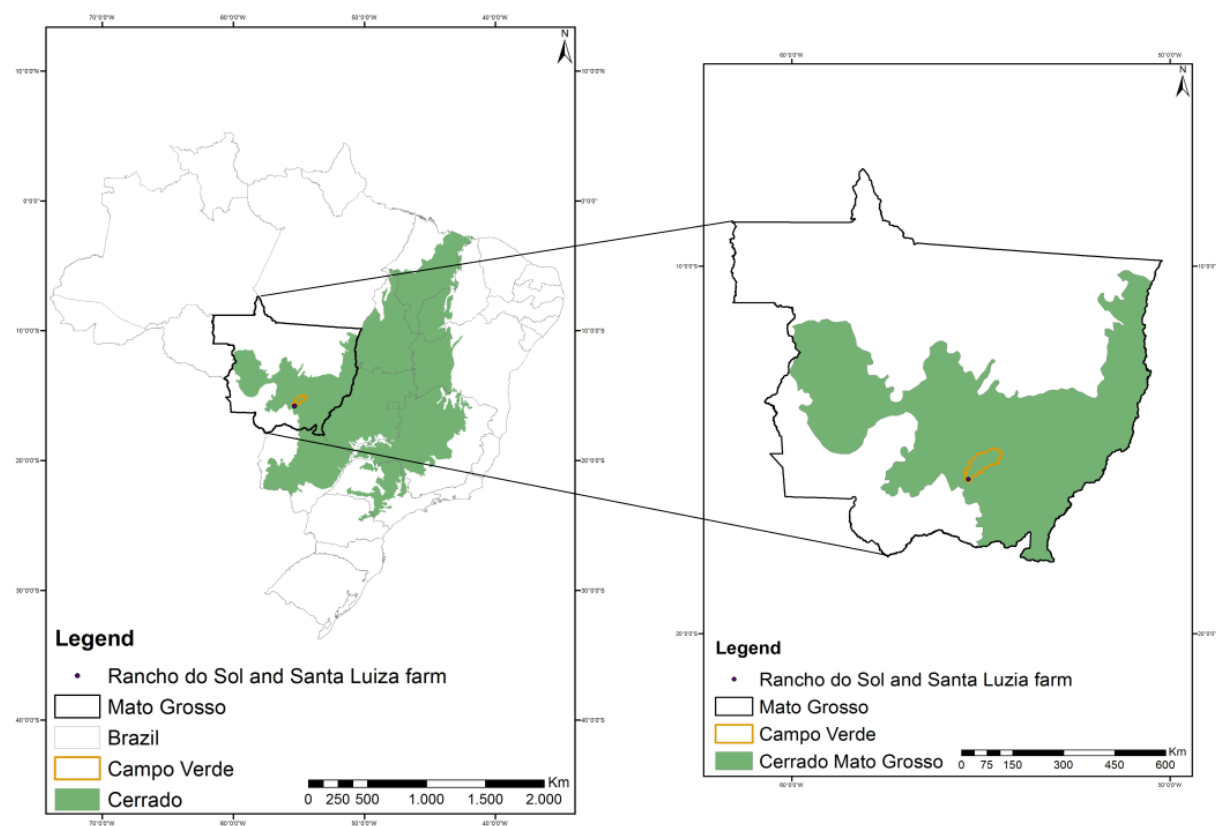 70°0'0"W 60°0'0"W 50°0'0"W 40°0'0"W
N
10°0'0"N 10°0'0"N
0°0'0" 0°0'0"
10°0'0"S 10°0'0"S
20°0'0"S 20°0'0"S
30°0'0"S 30°0'0"S
40°0'0"S 40°0'0"S
Legend
Rancho do Sol and Santa Luiza farm
Mato Grosso
Brazil
Campo Verde
Cerrado
Km
0 250 500 1.000 1.500 2.000
70°0'0"W 60°0'0"W 50°0'0"W 40°0'0"W
60°0'0"W 50°0'0"W
N
10°0'0"S 10°0'0"S
20°0'0"S 20°0'0"S
Legend
Rancho do Sol and Santa Luzia farm
Mato Grosso
Campo Verde
Cerrado Mato Grosso
Km
0 75 150 300 450 600
60°0'0"W 50°0'0"W